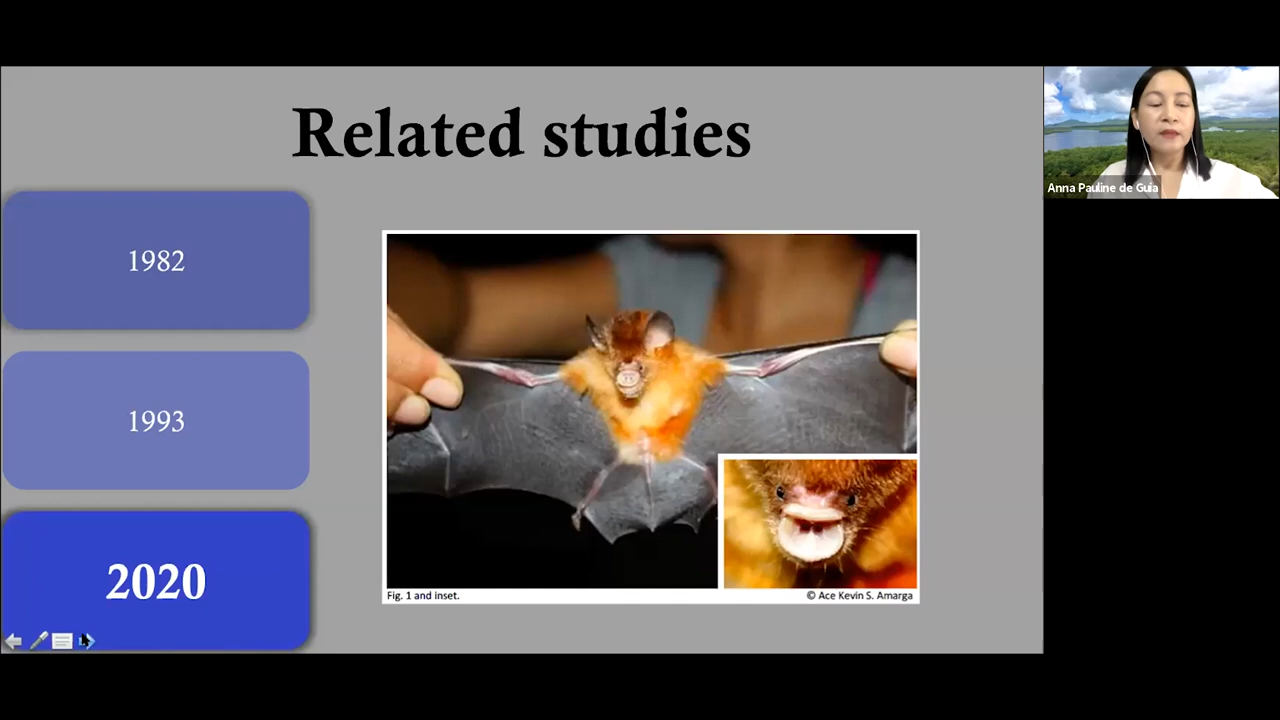 Related studies
1982
1993
2020
Fig. 1 and inset.
© Ace Kevin S. Amarga
Anna Pauline de Guia